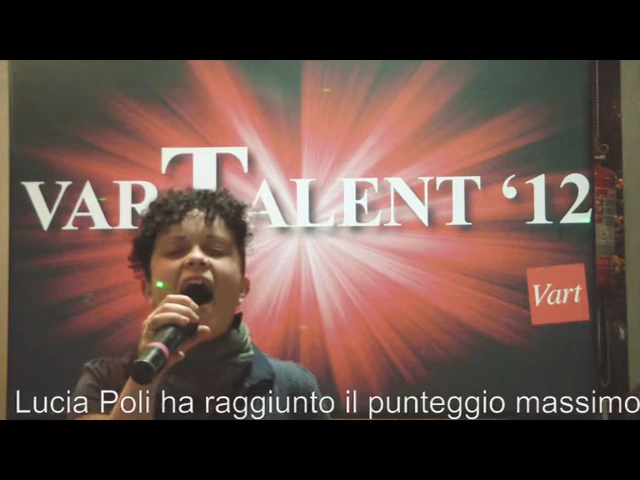 VARTALENT ‘12
Vart
Lucia Poli ha raggiunto il punteggio massimo